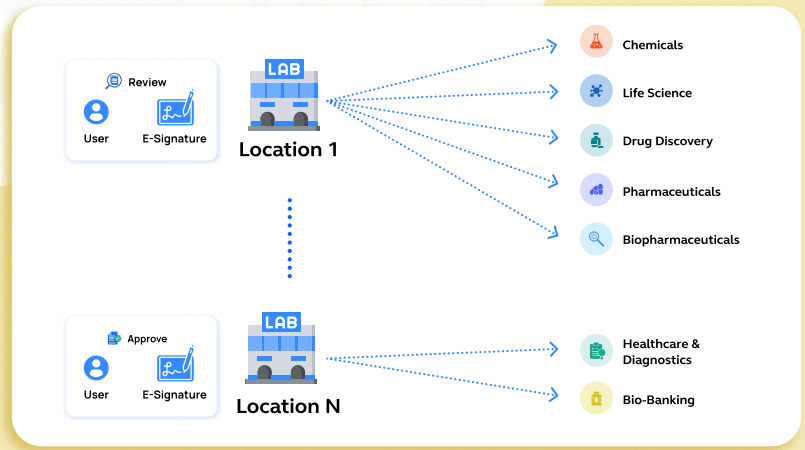 Review
User
E-Signature
LAB
Location 1
Chemicals
Life Science
Drug Discovery
Pharmaceuticals
Biopharmaceuticals
Approve
User
E-Signature
LAB
Location N
Healthcare &
Diagnostics
Bio-Banking